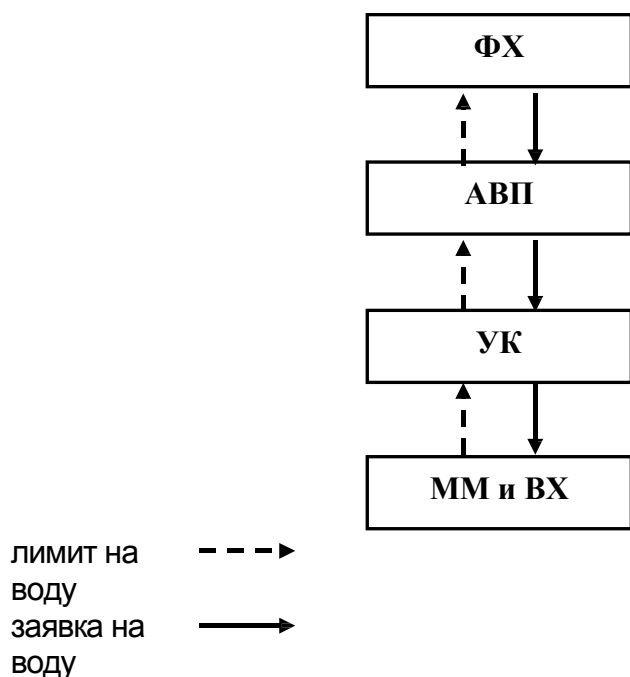 ФХ
АВП
УК
ММ и ВХ
лимит на
воду
заявка на
воду